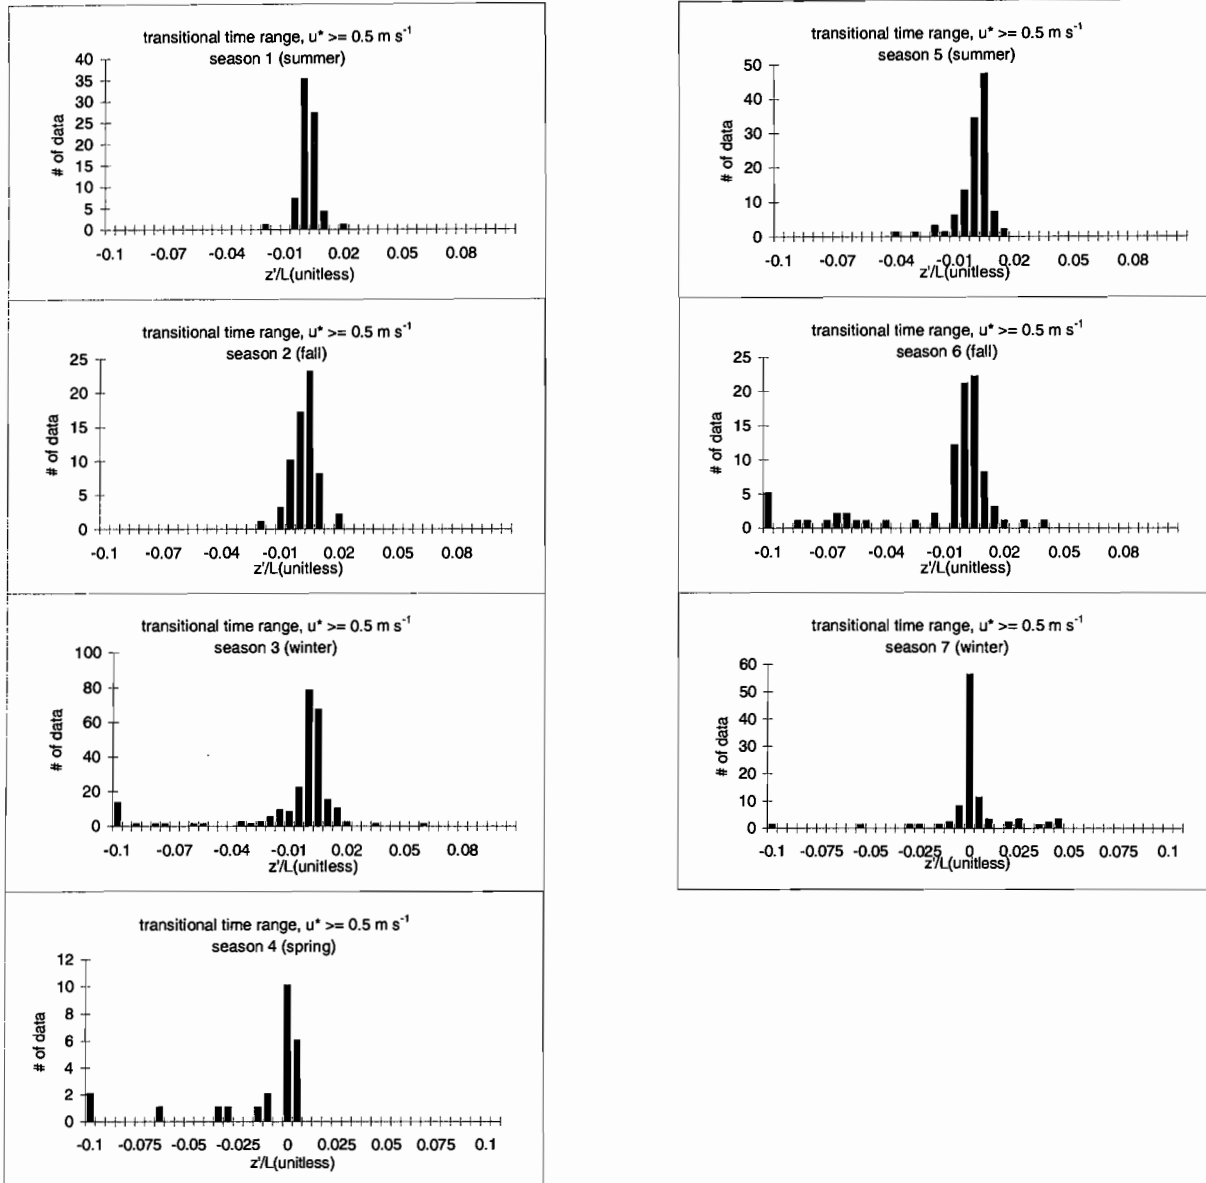 transitional time range, u* >= 0.5 m s-1
season 1 (summer)
40
35
30
25
20
15
10
5
0
# of data
-0.1 -0.07 -0.04 -0.01 0.02 0.05 0.08
z'/L(unitless)
transitional time range, u* >= 0.5 m s-1
season 2 (fall)
25
20
15
10
5
0
# of data
-0.1 -0.07 -0.04 -0.01 0.02 0.05 0.08
z'/L(unitless)
transitional time range, u* >= 0.5 m s-1
season 3 (winter)
100
80
60
40
20
0
# of data
-0.1 -0.07 -0.04 -0.01 0.02 0.05 0.08
z'/L(unitless)
transitional time range, u* >= 0.5 m s-1
season 4 (spring)
12
10
8
6
4
2
0
# of data
-0.1 -0.075 -0.05 -0.025 0 0.025 0.05 0.075 0.1
z'/L(unitless)
transitional time range, u* >= 0.5 m s-1
season 5 (summer)
50
40
30
20
10
0
# of data
-0.1 -0.07 -0.04 -0.01 0.02 0.05 0.08
z'/L(unitless)
transitional time range, u* >= 0.5 m s-1
season 6 (fall)
25
20
15
10
5
0
# of data
-0.1 -0.07 -0.04 -0.01 0.02 0.05 0.08
z'/L(unitless)
transitional time range, u* >= 0.5 m s-1
season 7 (winter)
60
50
40
30
20
10
0
# of data
-0.1 -0.075 -0.05 -0.025 0 0.025 0.05 0.075 0.1
z'/L(unitless)